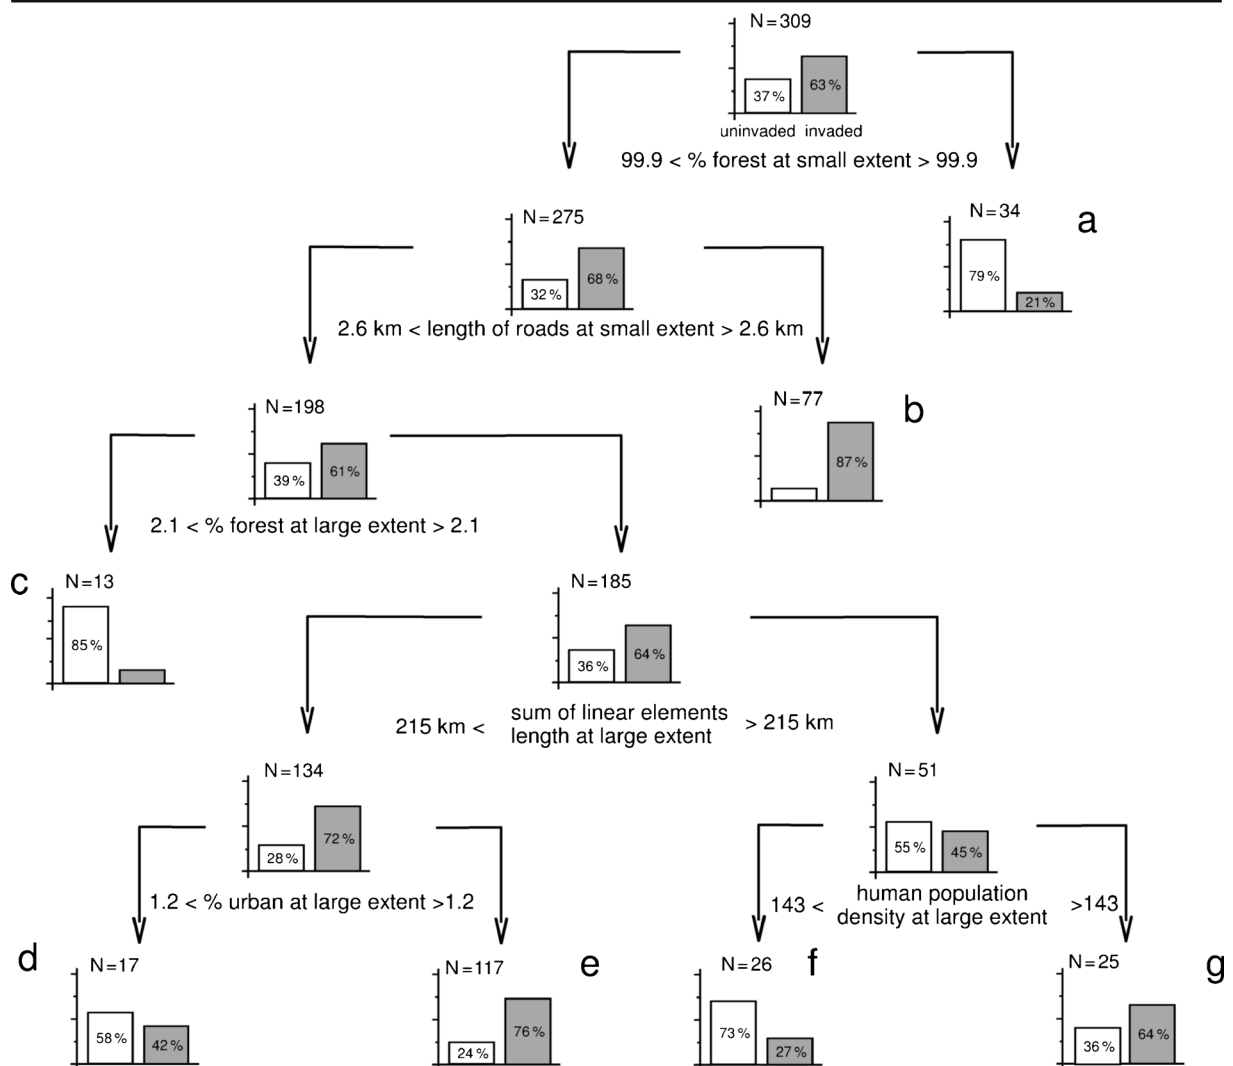 N=309
37%
63%
uninvaded invaded
99.9 < % forest at small extent > 99.9
N=275
32%
68%
N=34
79%
21%
a
2.6 km < length of roads at small extent > 2.6 km
N=198
39%
61%
N=77
87%
b
2.1 < % forest at large extent > 2.1
c
N=13
85%
N=185
36%
64%
215 km <
sum of linear elements
length at large extent
> 215 km
N=134
28%
72%
N=51
55%
45%
1.2 < % urban at large extent >1.2
143 <
human population
density at large extent
>143
d
N=17
58%
42%
N=117
24%
76%
e
N=26
73%
27%
f
N=25
36%
64%
g